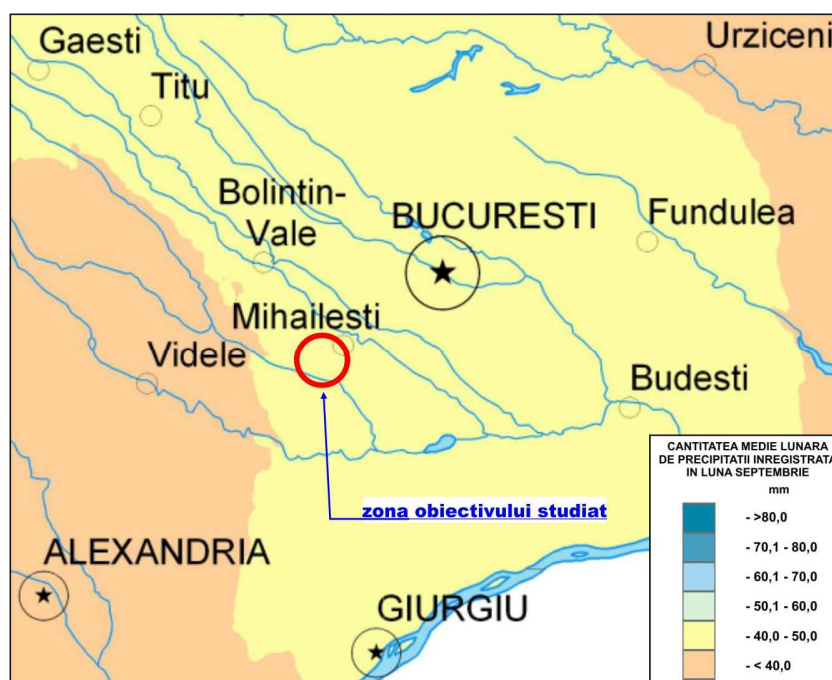 Gaesti
Urziceni
Titu
Bolintin-
Vale
BUCURESTI
Fundulea
Mihailesti
Videle
Budesti
zona obiectivului studiat
ALEXANDRIA
GIURGIU
CANTITATEA MEDIE LUNARA
DE PRECIPITATII INREGISTRATA
IN LUNA SEPTEMBRIE
mm
- >80,0
- 70,1 - 80,0
- 60,1 - 70,0
- 50,1 - 60,0
- 40,0 - 50,0
- < 40,0